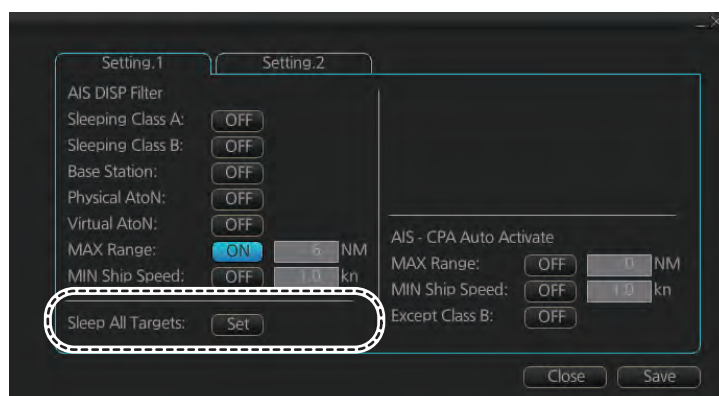 Setting.1
Setting.2
AIS DISP Filter
Sleeping Class A: OFF
Sleeping Class B: OFF
Base Station: OFF
Physical AtoN: OFF
Virtual AtoN: OFF
MAX Range: ON 6 NM
MIN Ship Speed: OFF 1.0 kn
Sleep All Targets: Set
AIS - CPA Auto Activate
MAX Range: OFF 0 NM
MIN Ship Speed: OFF 1.0 kn
Except Class B: OFF
Close Save